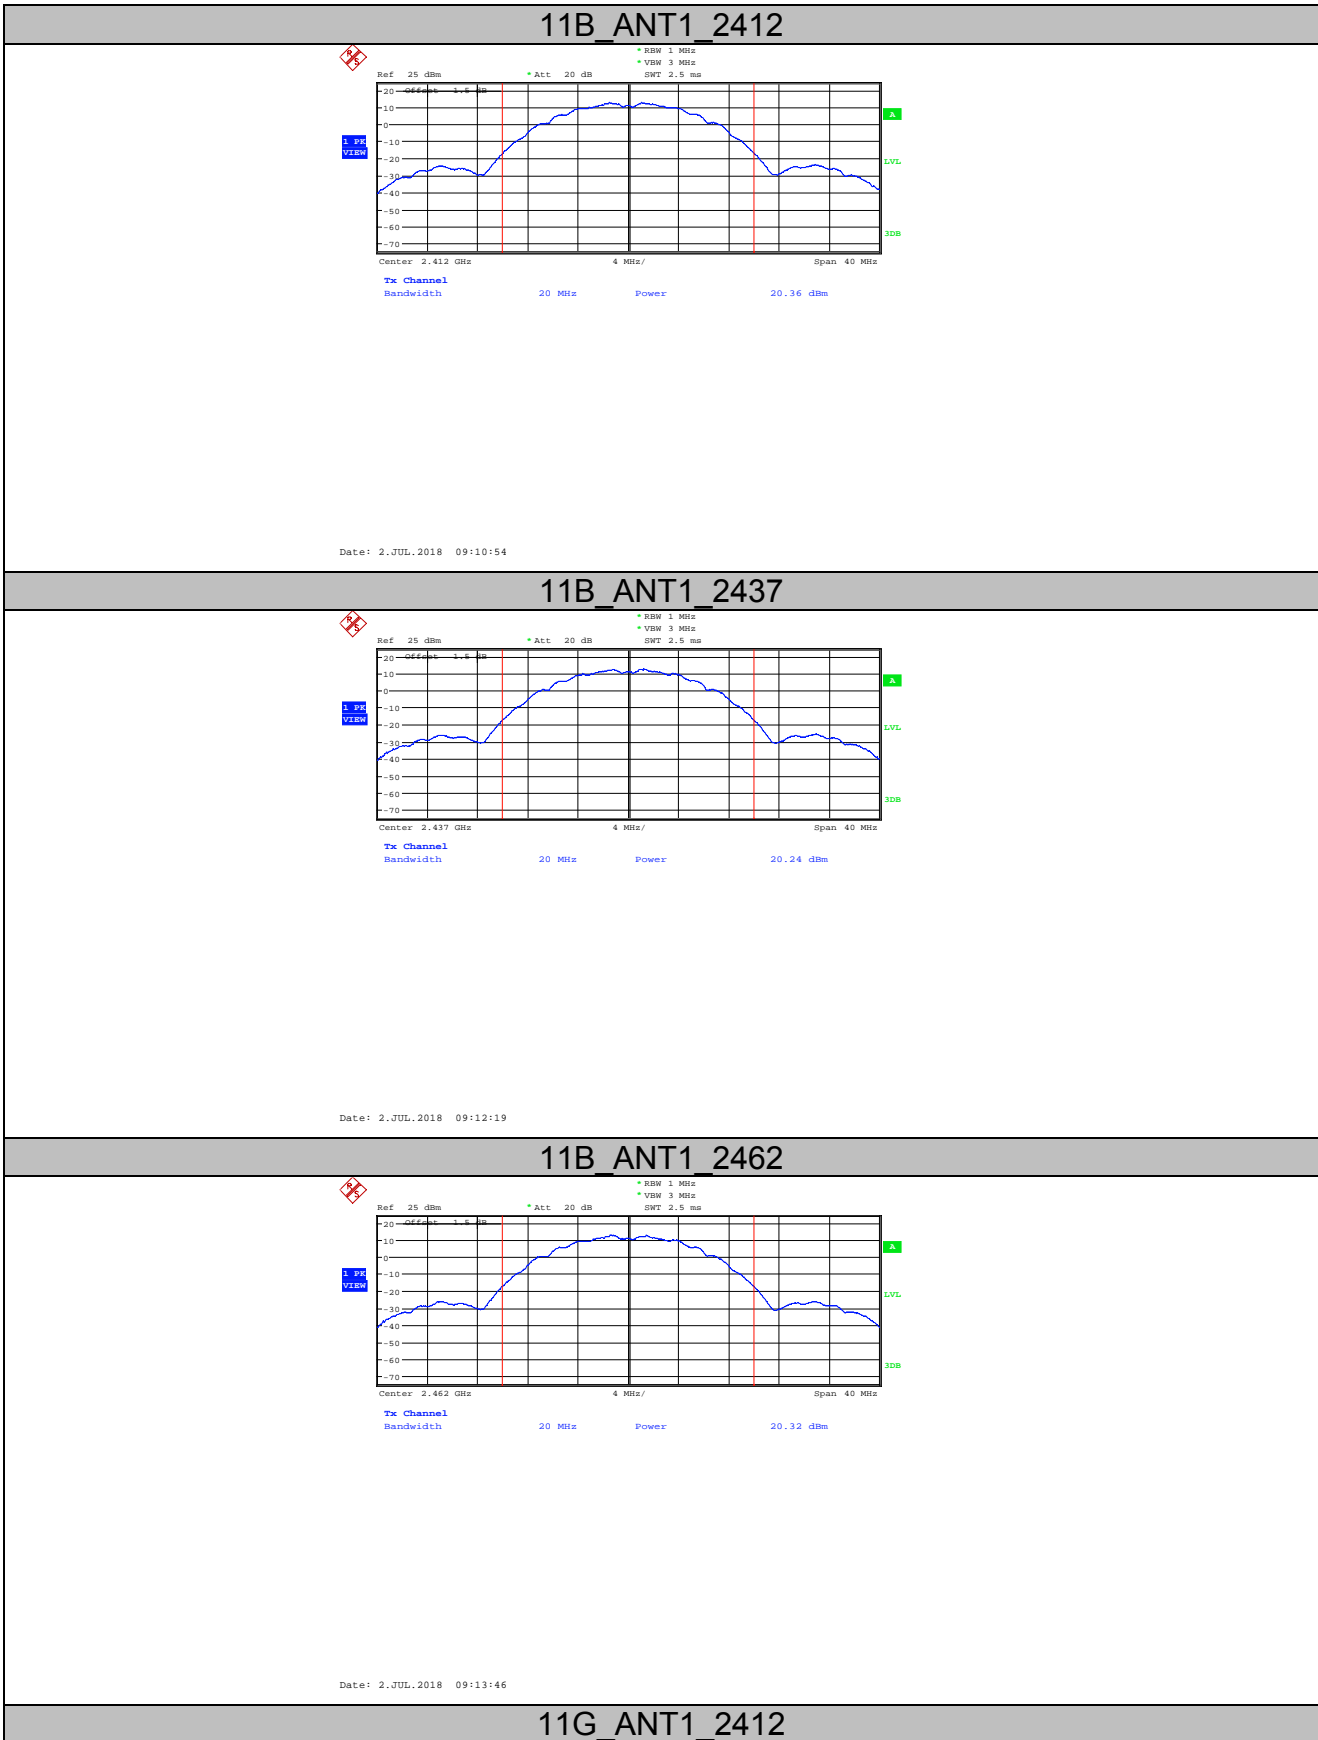 11B_ANT1_2412
R S
* RBW 1 MHz
* VBW 3 MHz
Ref 25 dBm * Att 20 dB SWT 2.5 ms
20 Offset 1.5 dB
10
A
0
1 PK
VIEW
-10
-20
LVL
-30
-40
-50
-60
3DB
-70
Center 2.412 GHz 4 MHz/ Span 40 MHz
Tx Channel
Bandwidth 20 MHz Power 20.36 dBm
Date: 2.JUL.2018 09:10:54
11B_ANT1_2437
R S
* RBW 1 MHz
* VBW 3 MHz
Ref 25 dBm * Att 20 dB SWT 2.5 ms
20 Offset 1.5 dB
10
A
0
1 PK
VIEW
-10
-20
LVL
-30
-40
-50
-60
3DB
-70
Center 2.437 GHz 4 MHz/ Span 40 MHz
Tx Channel
Bandwidth 20 MHz Power 20.24 dBm
Date: 2.JUL.2018 09:12:19
11B_ANT1_2462
R S
* RBW 1 MHz
* VBW 3 MHz
Ref 25 dBm * Att 20 dB SWT 2.5 ms
20 Offset 1.5 dB
10
A
0
1 PK
VIEW
-10
-20
LVL
-30
-40
-50
-60
3DB
-70
Center 2.462 GHz 4 MHz/ Span 40 MHz
Tx Channel
Bandwidth 20 MHz Power 20.32 dBm
Date: 2.JUL.2018 09:13:46
11G_ANT1_2412